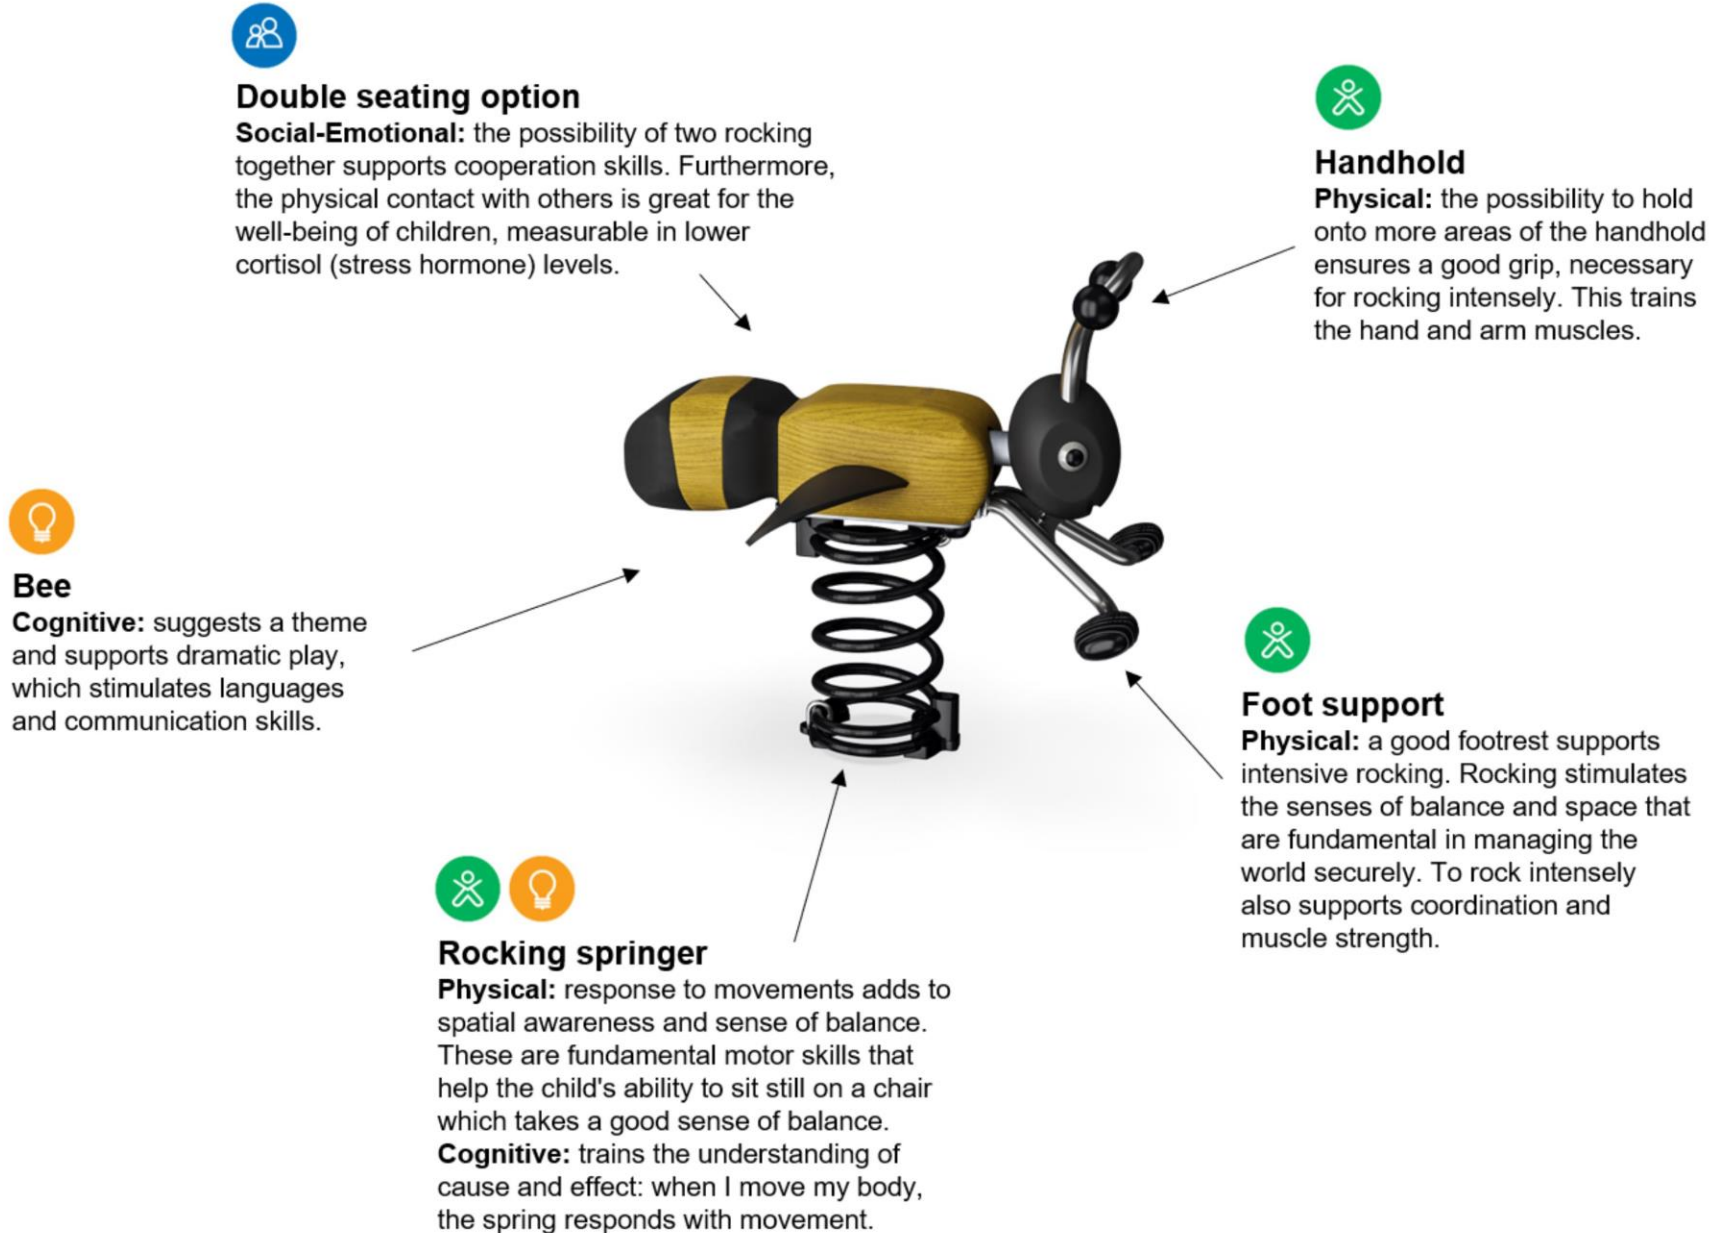 Double seating option
Social-Emotional: the possibility of two rocking
together supports cooperation skills. Furthermore,
the physical contact with others is great for the
well-being of children, measurable in lower
cortisol (stress hormone) levels.
Handhold
Physical: the possibility to hold
onto more areas of the handhold
ensures a good grip, necessary
for rocking intensely. This trains
the hand and arm muscles.
Bee
Cognitive: suggests a theme
and supports dramatic play,
which stimulates languages
and communication skills.
Foot support
Physical: a good footrest supports
intensive rocking. Rocking stimulates
the senses of balance and space that
are fundamental in managing the
world securely. To rock intensely
also supports coordination and
muscle strength.
Rocking springer
Physical: response to movements adds to
spatial awareness and sense of balance.
These are fundamental motor skills that
help the child's ability to sit still on a chair
which takes a good sense of balance.
Cognitive: trains the understanding of
cause and effect: when I move my body,
the spring responds with movement.